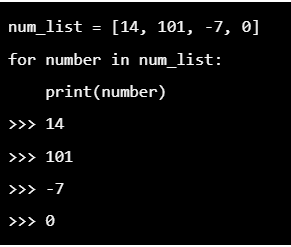 num_list = [14, 101, -7, 0]
for number in num_list:
    print(number)
>>> 14
>>> 101
>>> -7
>>> 0